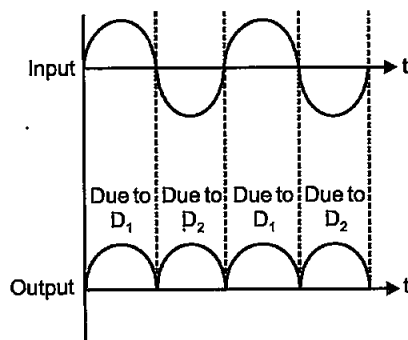 Input
t
Due to
D₁
Due to
D₂
Due to
D₁
Due to
D₂
Output
t